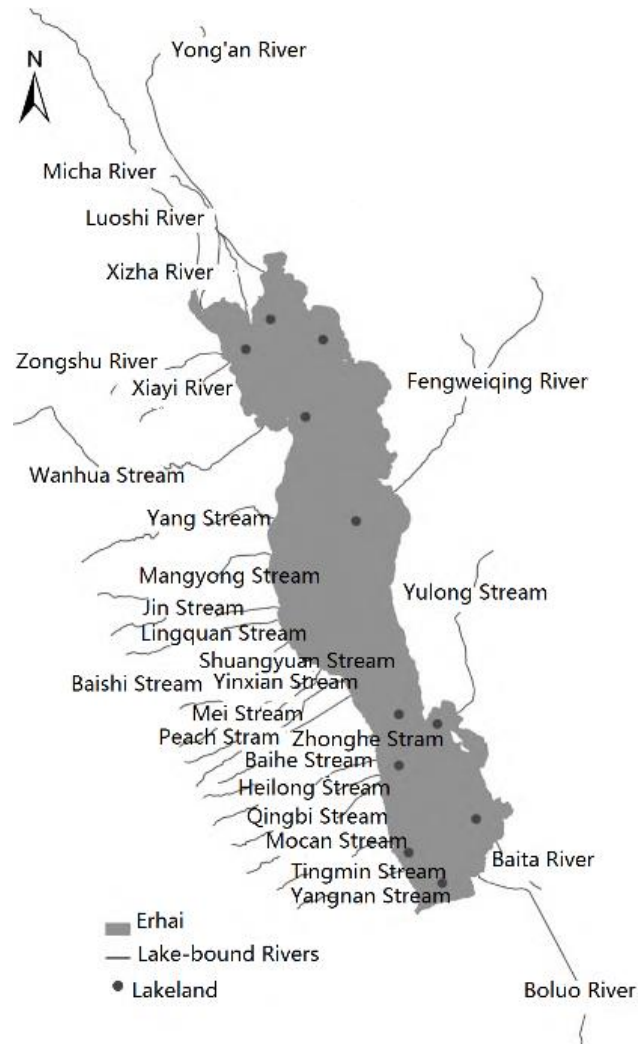 Yong'an River
N
Micha River
Luoshi River
Xizha River
Zongshu River
Xiayi River
Fengweiqing River
Wanhua Stream
Yang Stream
Mangyong Stream
Yulong Stream
Jin Stream
Lingquan Stream
Shuangyuan Stream
Baishi Stream
Yinxian Stream
Mei Stream
Peach Stram
Zhonghe Stram
Baihe Stream
Heilong Stream
Qingbi Stream
Mocan Stream
Baita River
Tingmin Stream
Yangnan Stream
Erhai
Lake-bound Rivers
Lakeland
Boluo River